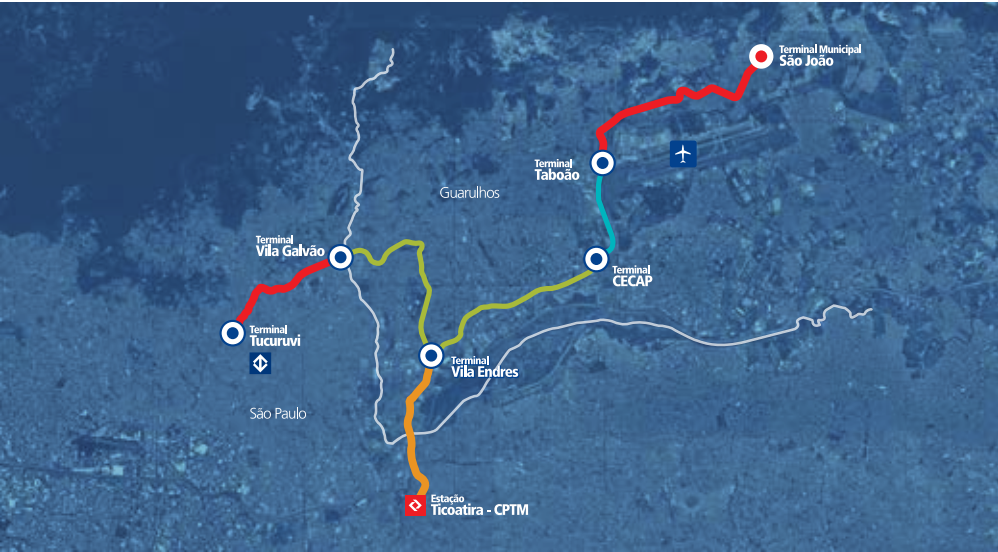 Terminal Municipal
São João
Terminal
Taboão
Guarulhos
Terminal
Vila Galvão
Terminal
CECAP
Terminal
Tucuruvi
Terminal
Vila Endres
São Paulo
Estação
Ticoatira - CPTM